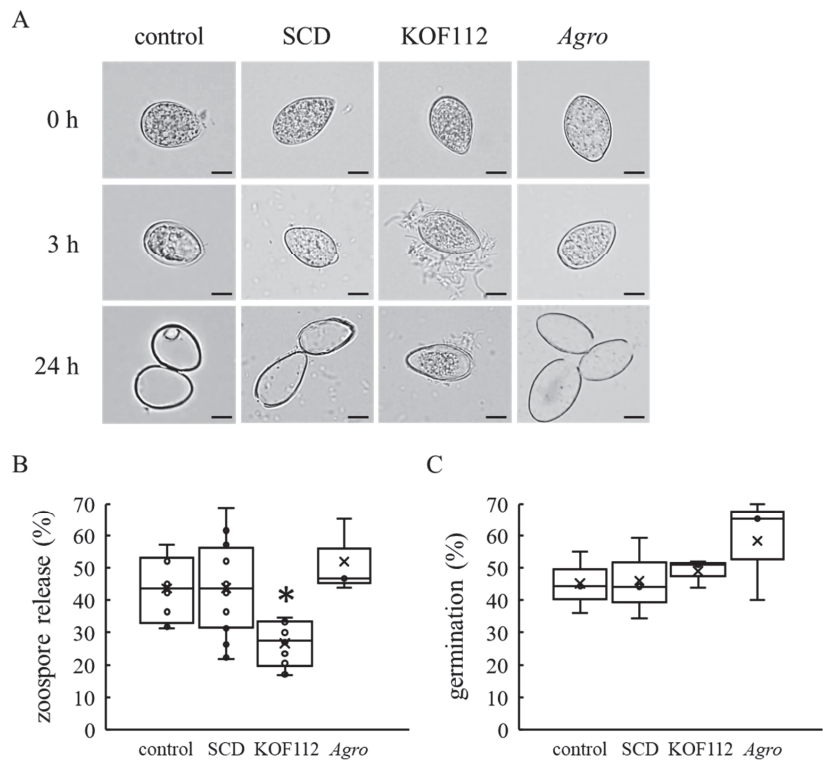 A
control SCD KOF112 Agro
0 h
3 h
24 h
B
zoospore release (%)
70
60
50
40
30
20
10
0
*
control SCD KOF112 Agro
C
germination (%)
70
60
50
40
30
20
10
0
control SCD KOF112 Agro